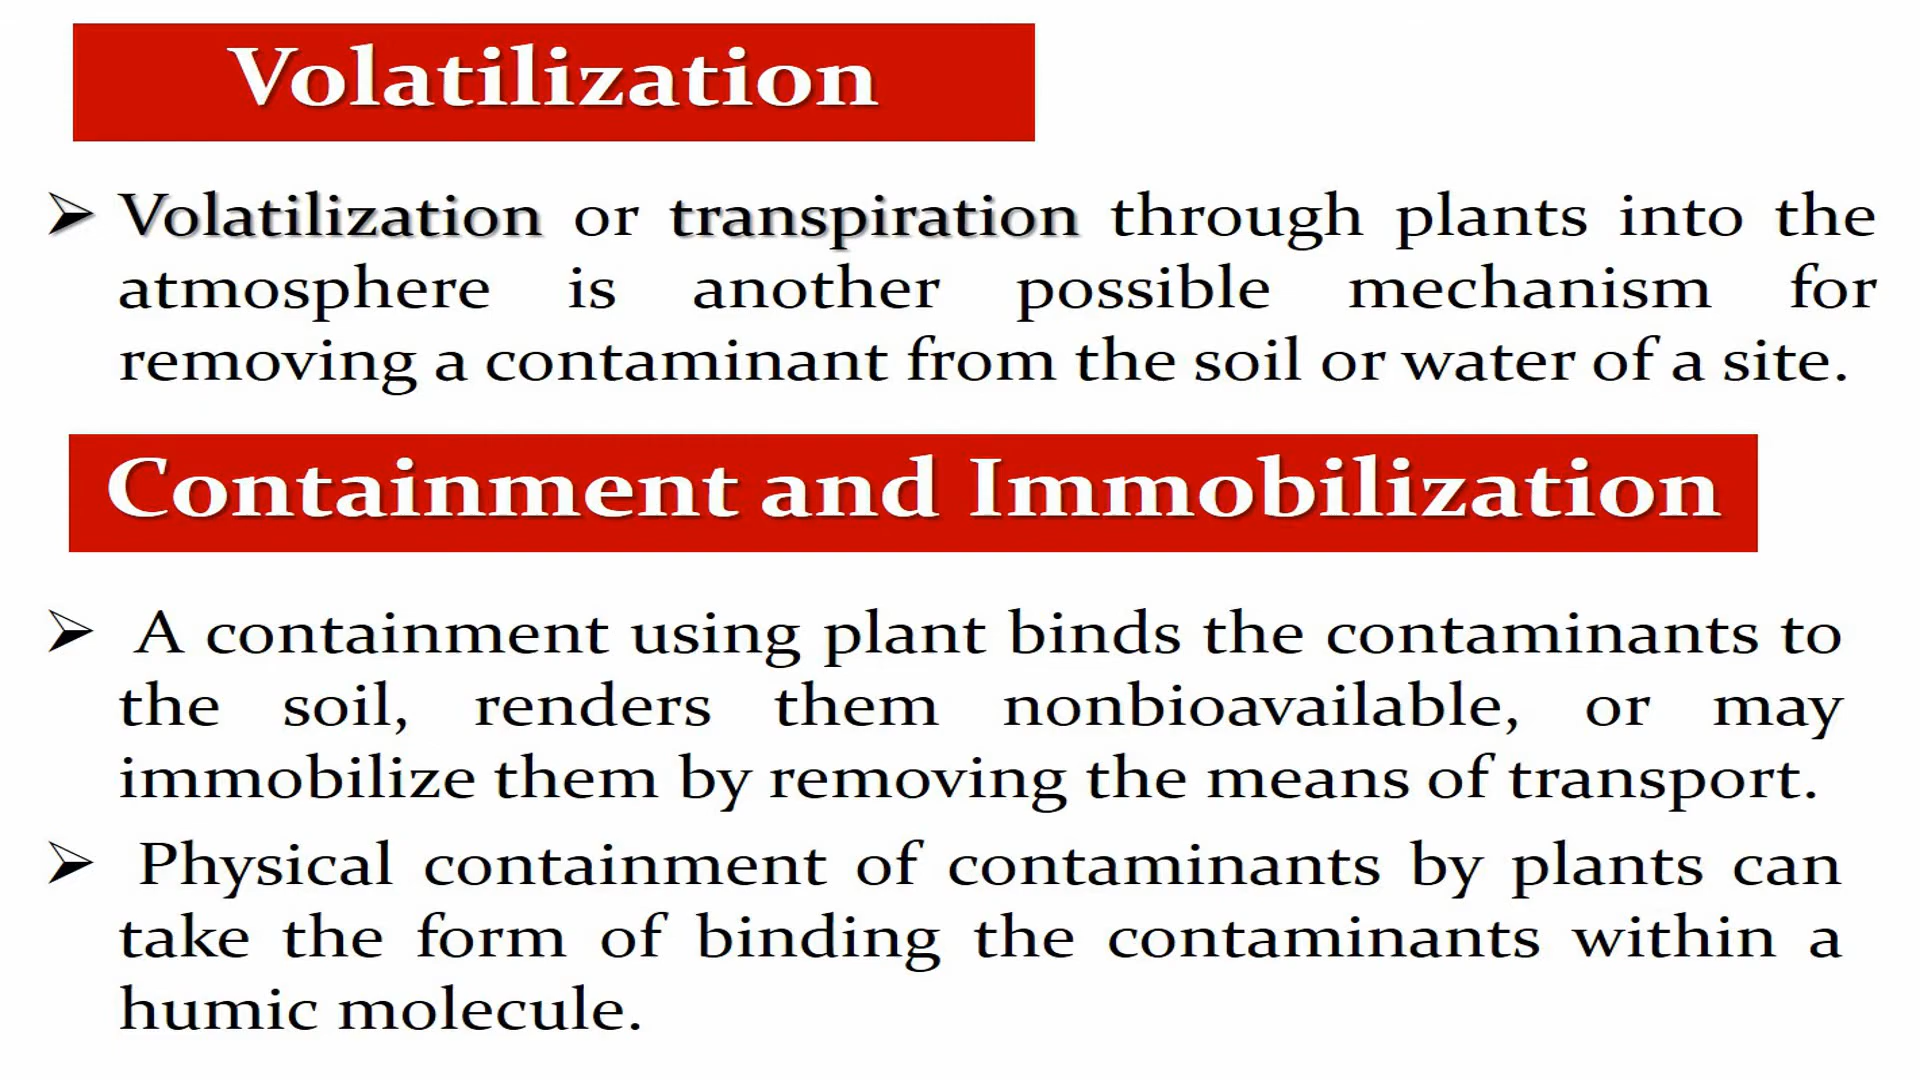 Volatilization
➢ Volatilization or transpiration through plants into the
atmosphere is another possible mechanism for
removing a contaminant from the soil or water of a site.
Containment and Immobilization
➢ A containment using plant binds the contaminants to
the soil, renders them nonbioavailable, or may
immobilize them by removing the means of transport.
➢ Physical containment of contaminants by plants can
take the form of binding the contaminants within a
humic molecule.